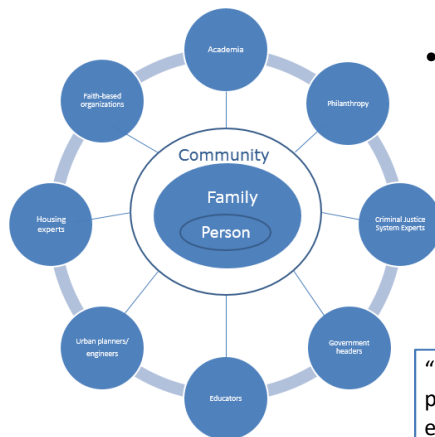 Academia
Faith-based
organizations
Philanthropy
•
Community
Family
Person
Housing
experts
Criminal Justice
System Experts
Urban planners/
engineers
Government
headers
Educators
“
p
e